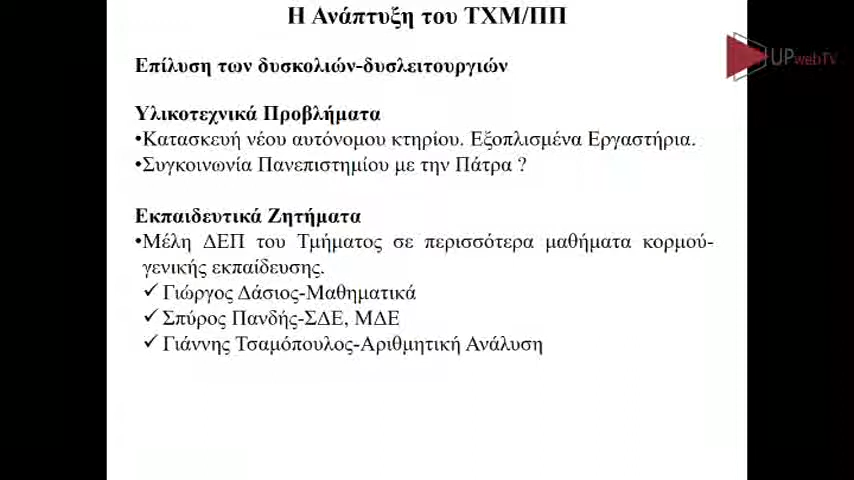 Η Ανάπτυξη του ΤΧΜ/ΠΠ
UPwebTV
Επίλυση των δυσκολιών-δυσλειτουργιών
Υλικοτεχνικά Προβλήματα
•Κατασκευή νέου αυτόνομου κτηρίου. Εξοπλισμένα Εργαστήρια.
•Συγκοινωνία Πανεπιστημίου με την Πάτρα ?
Εκπαιδευτικά Ζητήματα
•Μέλη ΔΕΠ του Τμήματος σε περισσότερα μαθήματα κορμού-
γενικής εκπαίδευσης.
✓ Γιώργος Δάσιος-Μαθηματικά
✓ Σπύρος Πανδής-ΣΔΕ, ΜΔΕ
✓ Γιάννης Τσαμόπουλος-Αριθμητική Ανάλυση